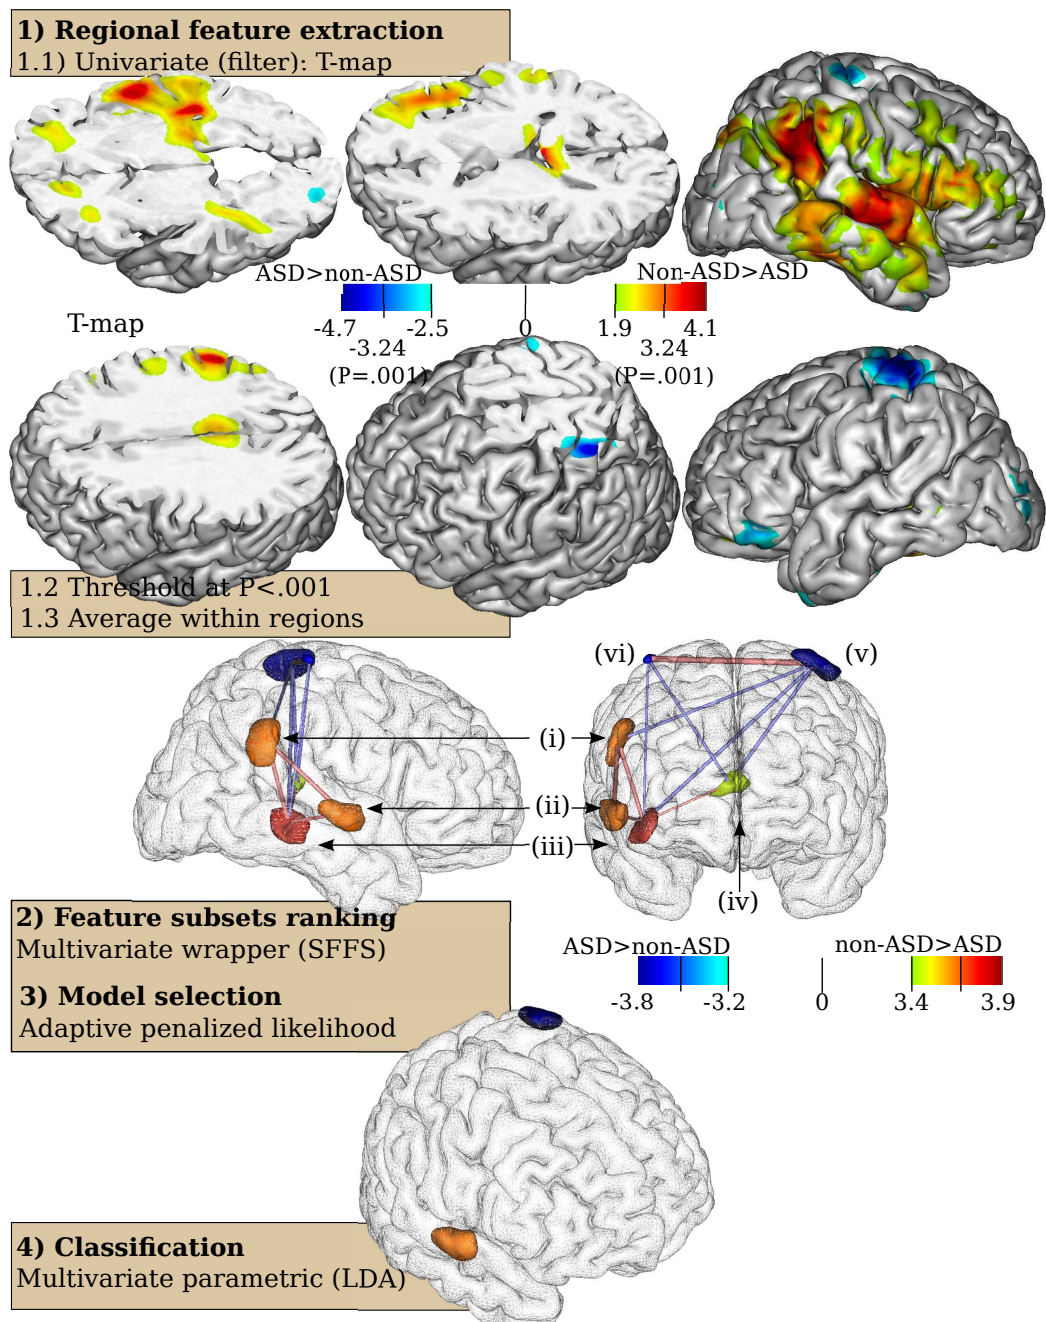 1) Regional feature extraction
1.1) Univariate (filter): T-map
ASD>non-ASD
Non-ASD>ASD
-4.7
-2.5
0
1.9
4.1
-3.24
3.24
(P=.001)
(P=.001)
T-map
1.2 Threshold at P<.001
1.3 Average within regions
(vi)
(v)
(i)
(ii)
(iii)
(iv)
2) Feature subsets ranking
Multivariate wrapper (SFFS)
ASD>non-ASD
non-ASD>ASD
-3.8
-3.2
0
3.4
3.9
3) Model selection
Adaptive penalized likelihood
4) Classification
Multivariate parametric (LDA)